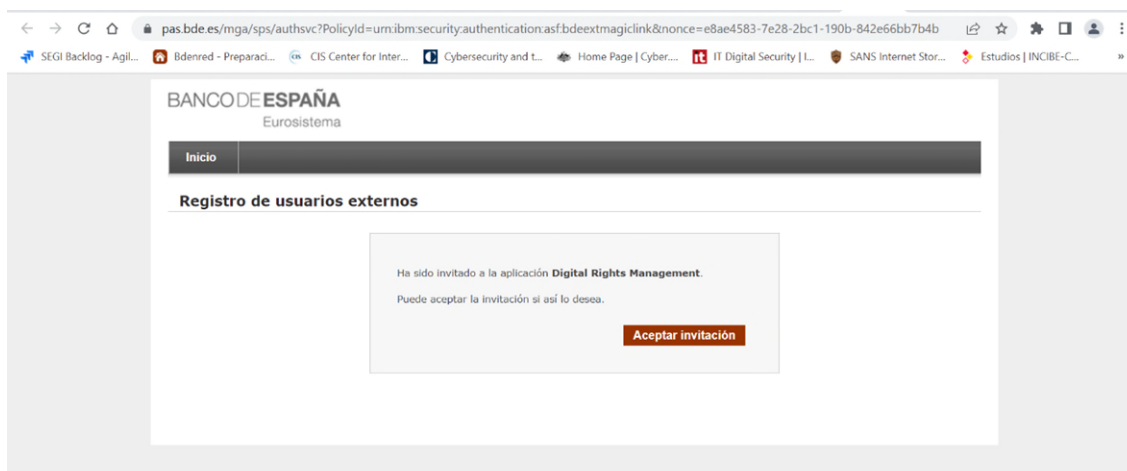 pas.bde.es/mga/sps/authsvc?PolicyId=urn:ibm:security:authentication:asf:bdeextmagiclink&nonce=e8ae4583-7e28-2bc1-190b-842e66bb7b4b
SEGI Backlog - Agil... Bdenred - Preparaci... CIS Center for Inter... Cybersecurity and t... Home Page | Cyber.... IT Digital Security | I... SANS Internet Stor... Estudios | INCIBE-C... »
BANCO DE ESPAÑA
Eurosistema
Inicio
Registro de usuarios externos
Ha sido invitado a la aplicación Digital Rights Management.
Puede aceptar la invitación si así lo desea.
Aceptar invitación